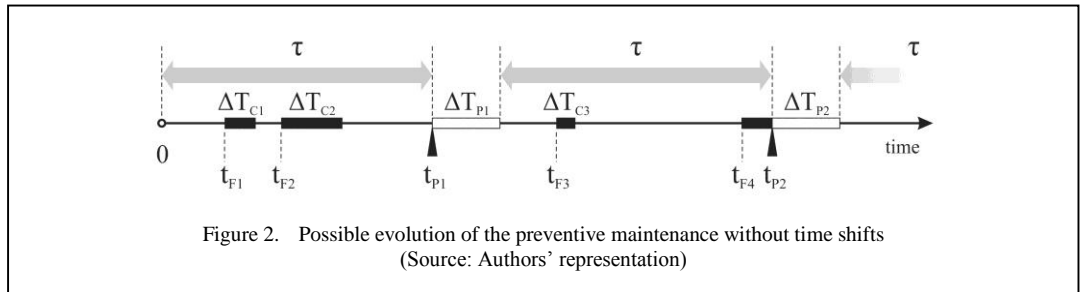 τ τ τ
ΔT_C1 ΔT_C2 ΔT_P1 ΔT_C3 ΔT_P2
0 time
t_F1 t_F2 t_P1 t_F3 t_F4 t_P2
Figure 2. Possible evolution of the preventive maintenance without time shifts
(Source: Authors’ representation)